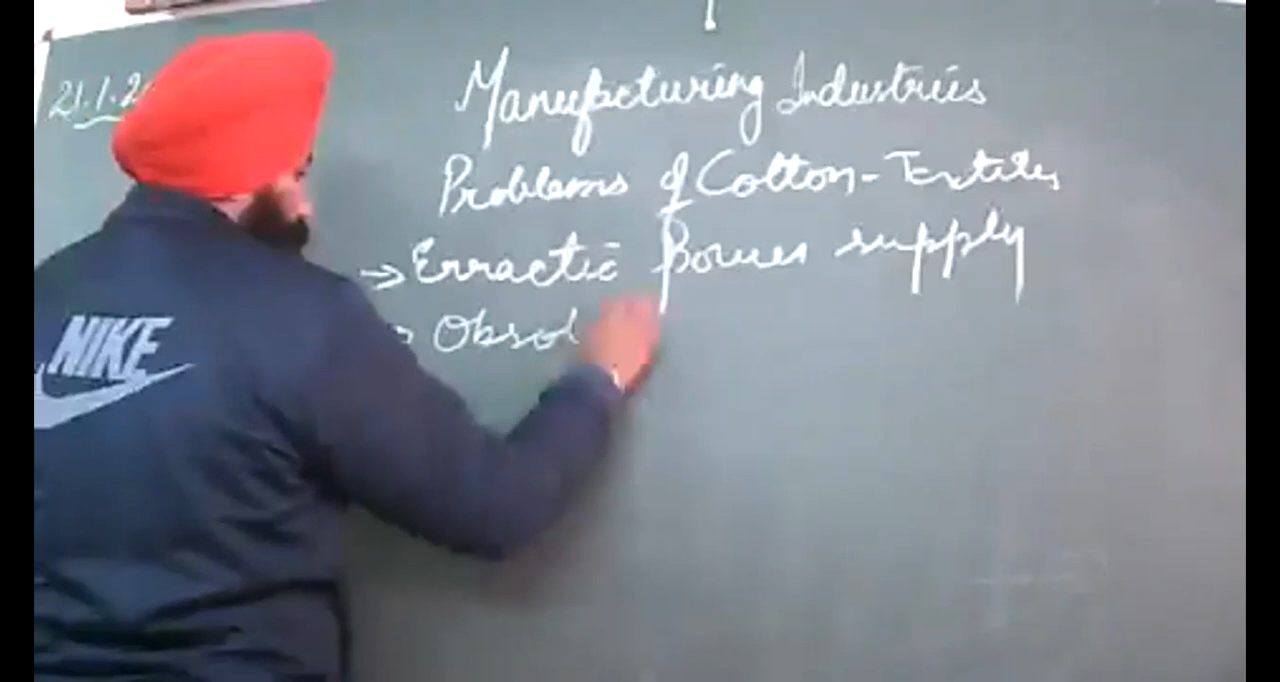 21.1.2
Manufacturing Industries
Problems of Cotton-Textiles
→ Erractic Power supply
→ Obsol
NIKE